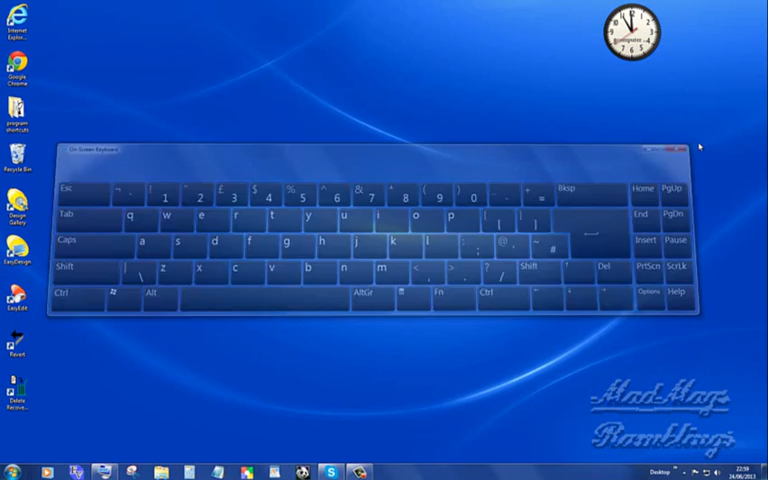 Internet
Explor...
Google
Chrome
program
shortcuts
Recycle Bin
Design
Gallery
EasyDesign
EasyEdit
Revert
Delete
Recove...
On-Screen Keyboard
Esc ¬ ` ! 1 " 2 £ 3 $ 4 % 5 ^ 6 & 7 * 8 ( 9 ) 0 _ - + = Bksp Home PgUp
Tab q w e r t y u i o p { [ } ] End PgDn
Caps a s d f g h j k l : ; @ ' ~ # Insert Pause
Shift | \ z x c v b n m < , > . ? / Shift ↑ Del PrtScn ScrLk
Ctrl Alt AltGr Fn Ctrl ← ↓ → Options Help
MadMags
Ramblings
Desktop
22:59
24/06/2013